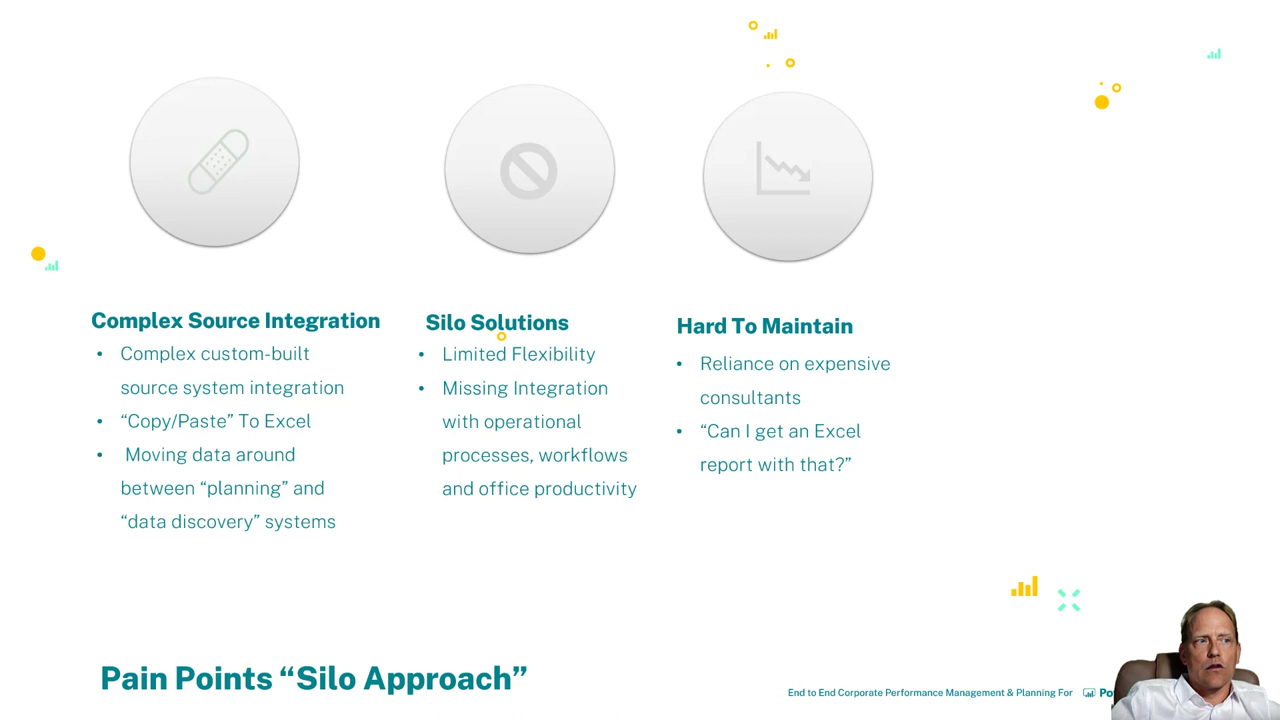 Complex Source Integration
• Complex custom-built
source system integration
• “Copy/Paste” To Excel
• Moving data around
between “planning” and
“data discovery” systems
Silo Solutions
• Limited Flexibility
• Missing Integration
with operational
processes, workflows
and office productivity
Hard To Maintain
• Reliance on expensive
consultants
• “Can I get an Excel
report with that?”
Pain Points “Silo Approach”
End to End Corporate Performance Management & Planning For